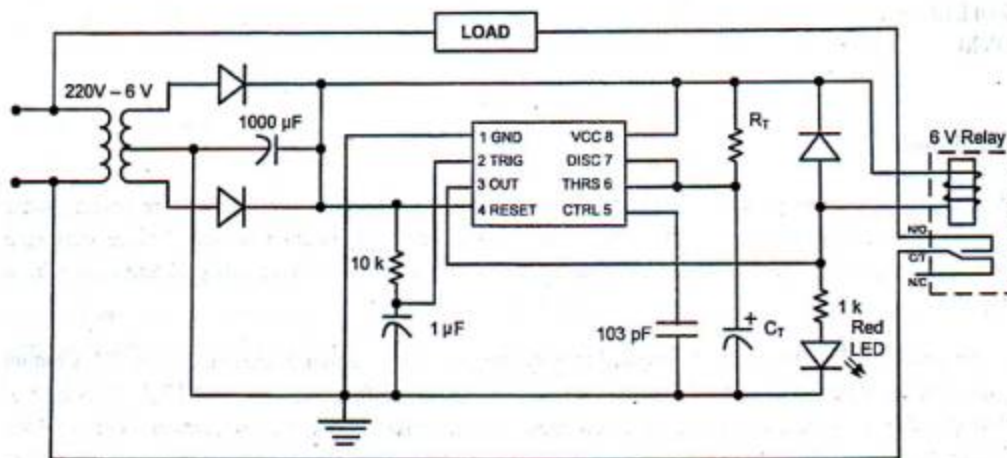 LOAD
220V – 6 V
1000 µF
1 GND
VCC 8
2 TRIG
DISC 7
3 OUT
THRS 6
4 RESET
CTRL 5
R_T
6 V Relay
N/O
C/T
N/C
10 k
1 µF
103 pF
+
C_T
1 k
Red
LED